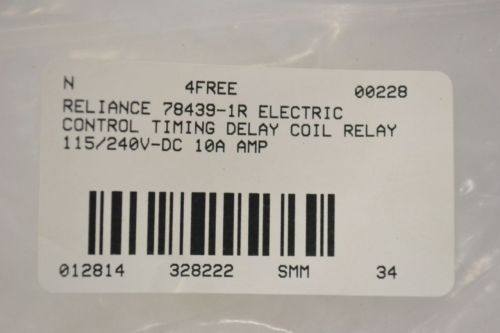 N 4FREE 00228
RELIANCE 78439-1R ELECTRIC
CONTROL TIMING DELAY COIL RELAY
115/240V-DC 10A AMP
012814 328222 SMM 34